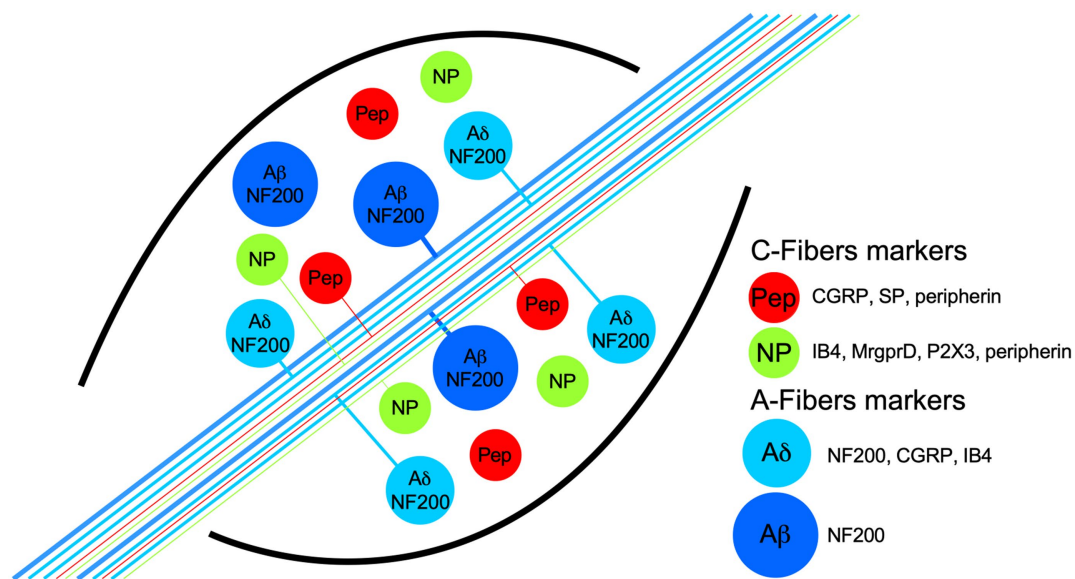 NP
Pep
Aδ
NF200
Aβ
NF200
Aβ
NF200
NP
Pep
Aδ
NF200
Pep
Aδ
NF200
Aβ
NF200
NP
NP
Pep
Aδ
NF200
C-Fibers markers
Pep CGRP, SP, peripherin
NP IB4, MrgprD, P2X3, peripherin
A-Fibers markers
Aδ NF200, CGRP, IB4
Aβ NF200